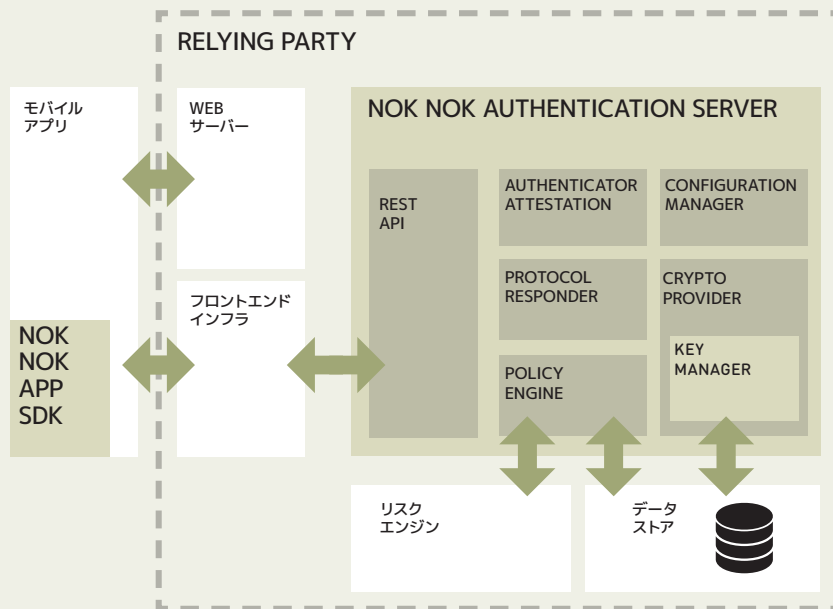 RELYING PARTY
モバイル
アプリ
WEB
サーバー
NOK NOK AUTHENTICATION SERVER
REST
API
AUTHENTICATOR
ATTESTATION
CONFIGURATION
MANAGER
PROTOCOL
RESPONDER
CRYPTO
PROVIDER
フロントエンド
インフラ
NOK
NOK
APP
SDK
POLICY
ENGINE
KEY
MANAGER
リスク
エンジン
データ
ストア